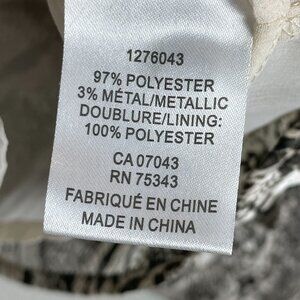 1276043
97% POLYESTER
3% MÉTAL/METALLIC
DOUBLURE/LINING:
100% POLYESTER
CA 07043
RN 75343
FABRIQUÉ EN CHINE
MADE IN CHINA